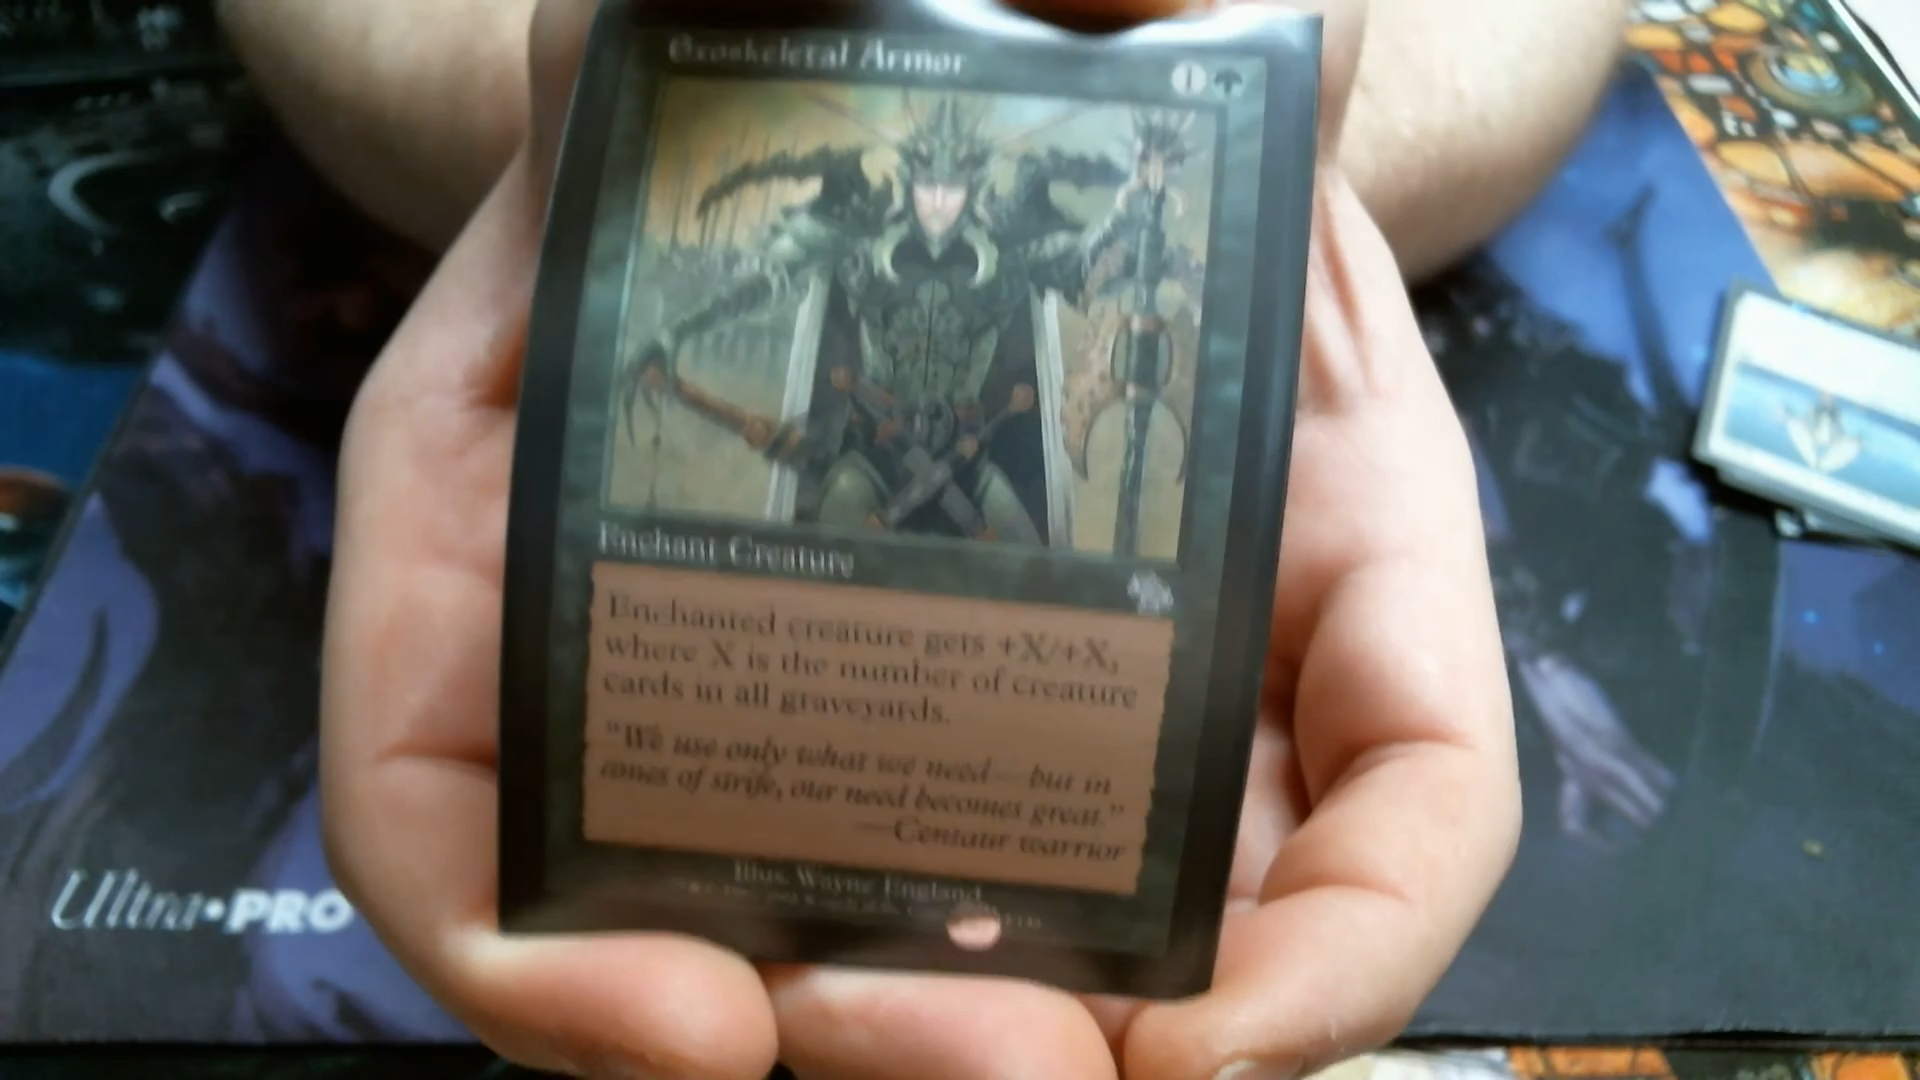 Exoskeletal Armor
1
Enchant Creature
Enchanted creature gets +X/+X,
where X is the number of creature
cards in all graveyards.
"We use only what we need—but in
times of strife, our need becomes great."
—Centaur warrior
Illus. Wayne England
Ultra•PRO